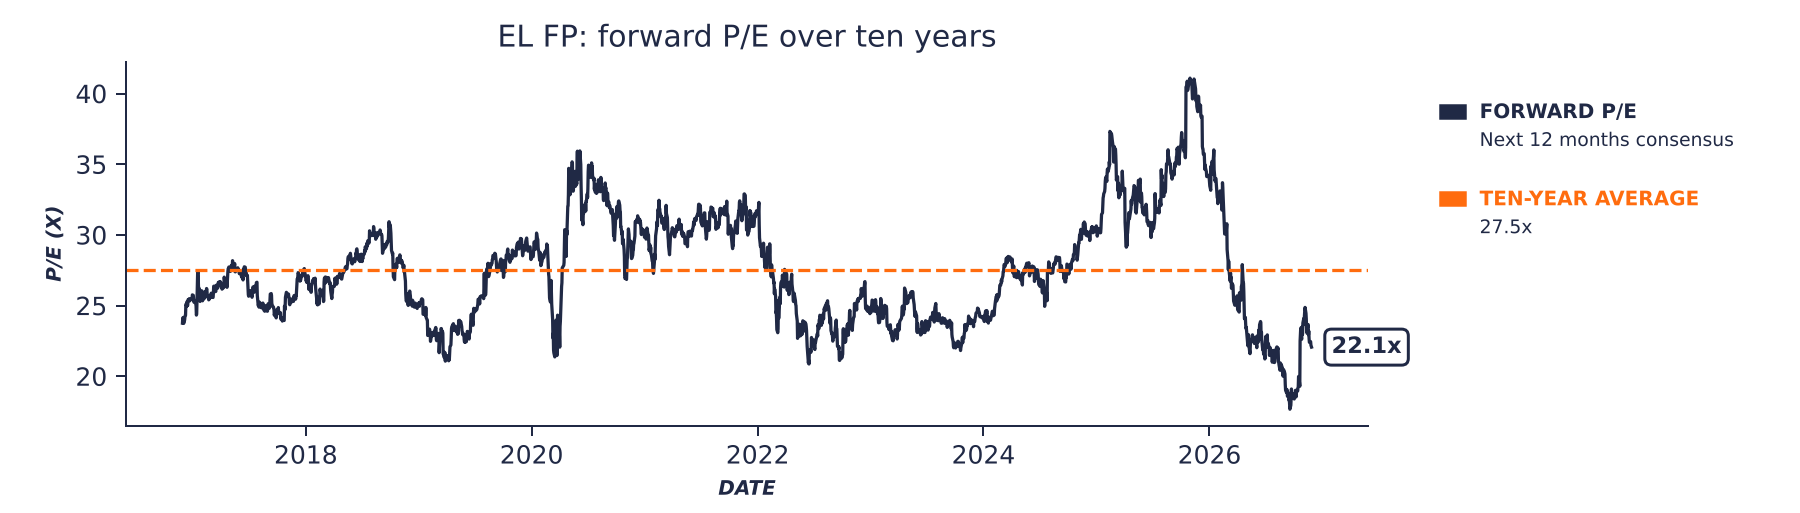 EL FP: forward P/E over ten years
40
35
30
25
20
P/E (X)
2018
2020
2022
2024
2026
DATE
22.1x
FORWARD P/E
Next 12 months consensus
TEN-YEAR AVERAGE
27.5x